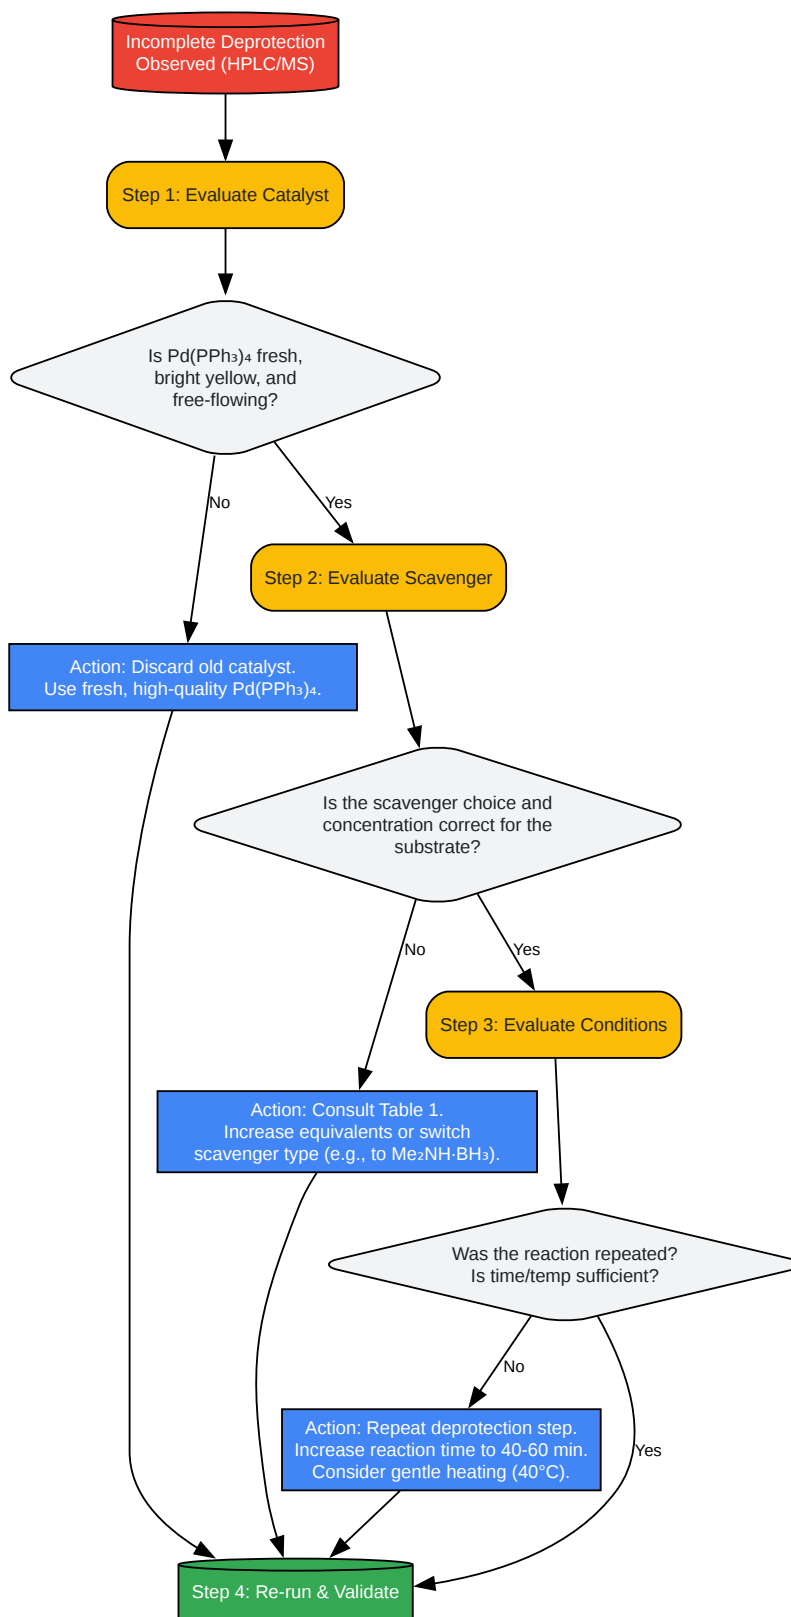 Incomplete Deprotection
Observed (HPLC/MS)
Step 1: Evaluate Catalyst
Is Pd(PPh₃)₄ fresh,
bright yellow, and
free-flowing?
No
Yes
Step 2: Evaluate Scavenger
Action: Discard old catalyst.
Use fresh, high-quality Pd(PPh₃)₄.
Is the scavenger choice and
concentration correct for the
substrate?
No
Yes
Step 3: Evaluate Conditions
Action: Consult Table 1.
Increase equivalents or switch
scavenger type (e.g., to Me₂NH·BH₃).
Was the reaction repeated?
Is time/temp sufficient?
No
Action: Repeat deprotection step.
Increase reaction time to 40-60 min.
Consider gentle heating (40°C).
Yes
Step 4: Re-run & Validate